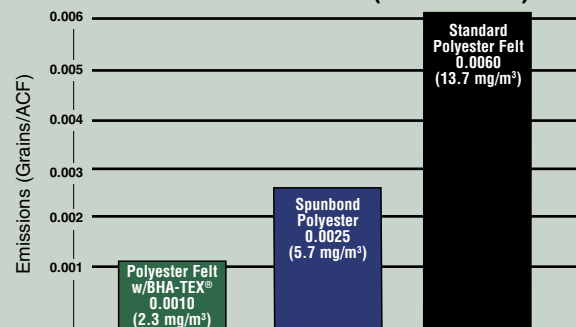 0.006
0.005
0.004
0.003
0.002
0.001
Emissions (Grains/ACF)
Polyester Felt
w/BHA-TEX®
0.0010
(2.3 mg/m³)
Spunbond
Polyester
0.0025
(5.7 mg/m³)
Standard
Polyester Felt
0.0060
(13.7 mg/m³)